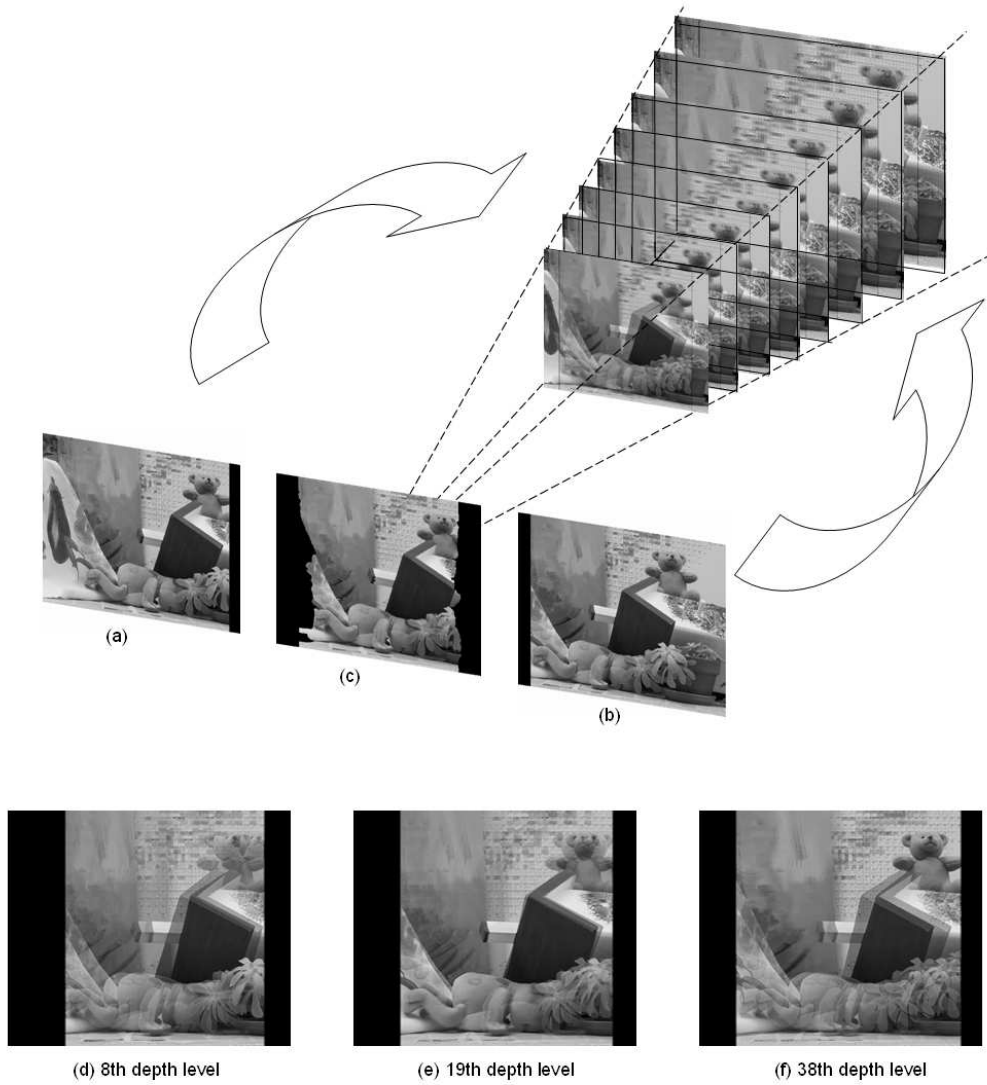 (a)
(c)
(b)
(d) 8th depth level
(e) 19th depth level
(f) 38th depth level